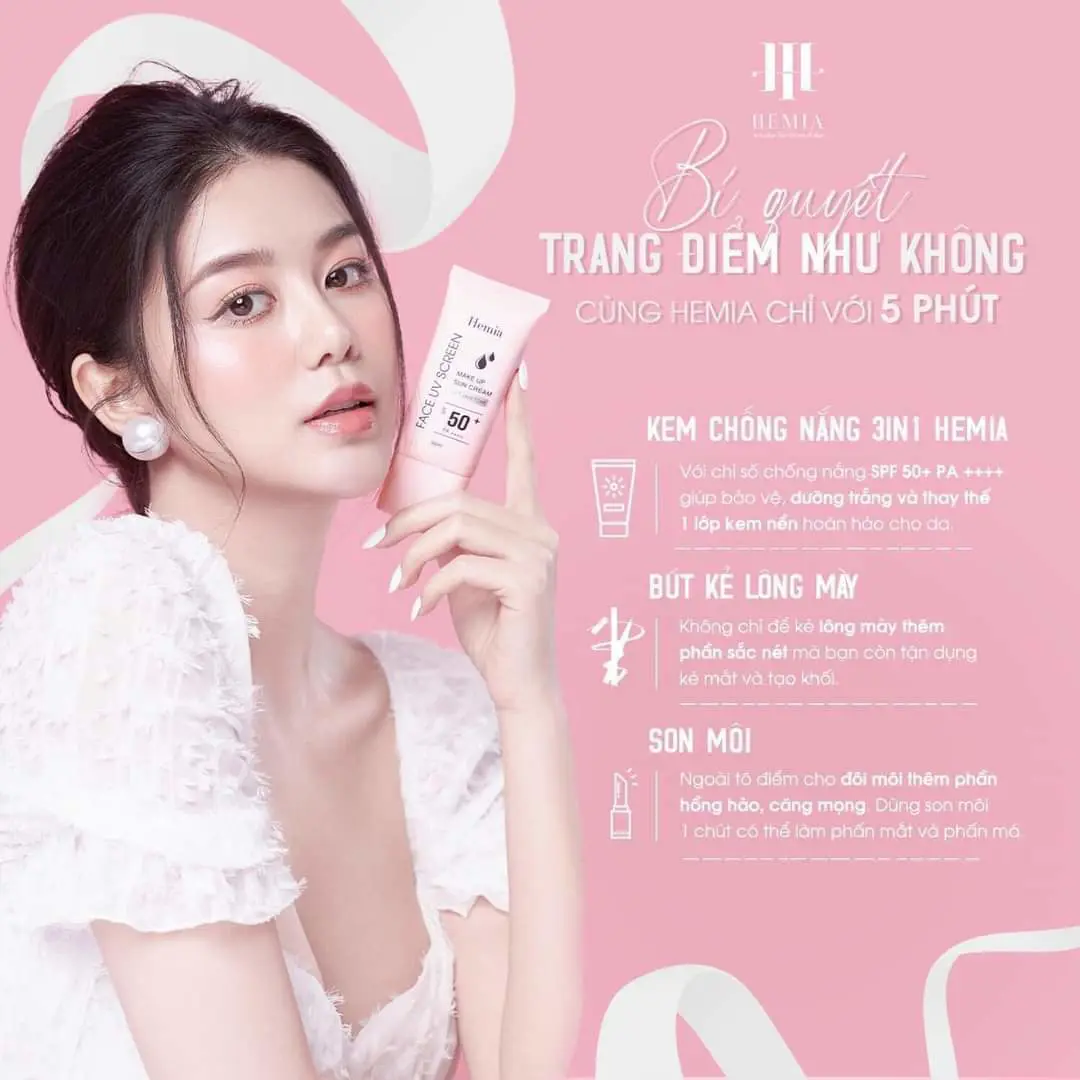 HEMIA
Bí quyết
TRANG ĐIỂM NHƯ KHÔNG
CÙNG HEMIA CHỈ VỚI 5 PHÚT
Hemia
FACE UV SCREEN
MAKE UP
SUN CREAM
SPF
50+
PA ++++
KEM CHỐNG NẮNG 3IN1 HEMIA
Với chỉ số chống nắng SPF 50+ PA ++++
giúp bảo vệ, dưỡng trắng và thay thế
1 lớp kem nền hoàn hảo cho da.
BÚT KẺ LÔNG MÀY
Không chỉ để kẻ lông mày thêm
phần sắc nét mà bạn còn tận dụng
kẻ mắt và tạo khối.
SON MÔI
Ngoài tô điểm cho đôi môi thêm phần
hồng hào, căng mọng. Dùng son môi
1 chút có thể làm phấn mắt và phấn má